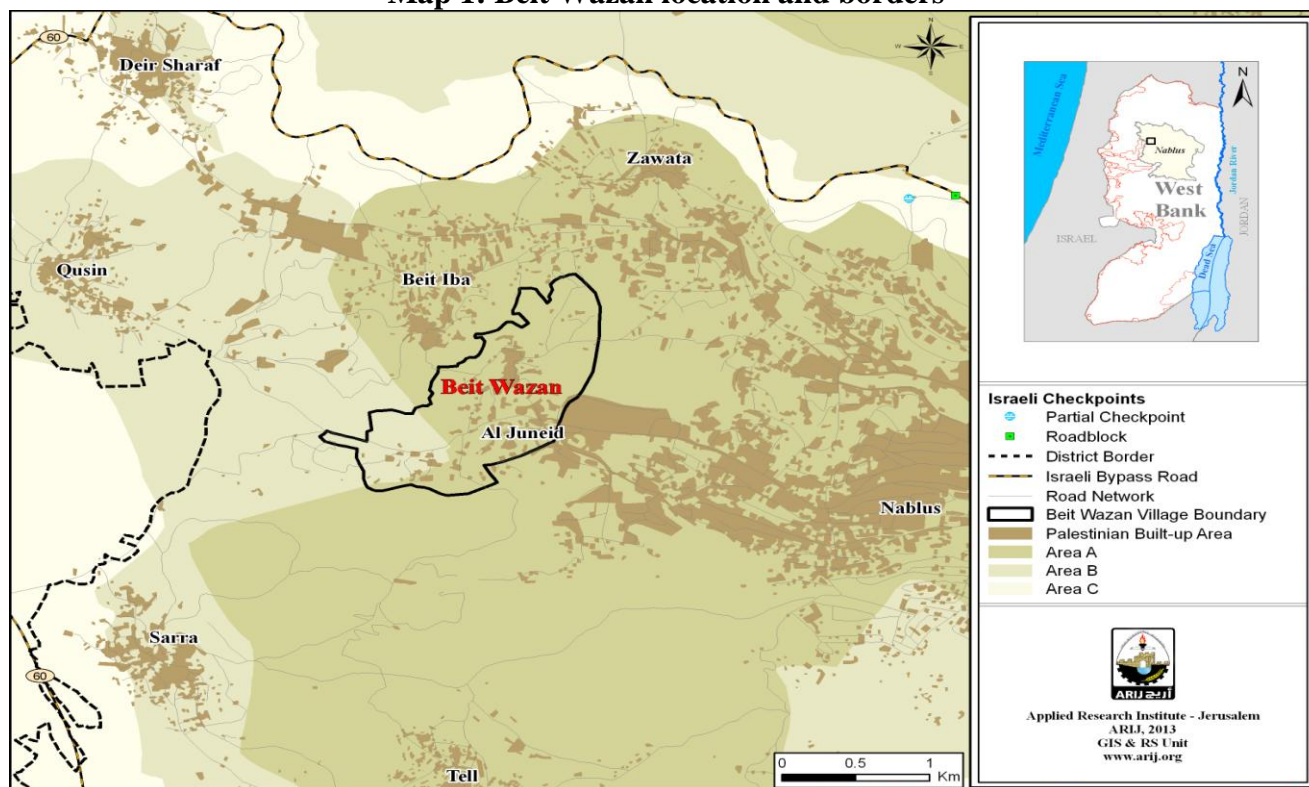 Map 1: Beit Wazan location and borders
60
Deir Sharaf
N
W
E
S
Zawata
Qusin
Beit Iba
Beit Wazan
Al Juneid
Nablus
Sarra
60
Tell
0 0.5 1
Km
N
Mediterranean Sea
Nablus
West
Bank
Jordan River
JORDAN
ISRAEL
Dead Sea
Israeli Checkpoints
Partial Checkpoint
Roadblock
District Border
Israeli Bypass Road
Road Network
Beit Wazan Village Boundary
Palestinian Built-up Area
Area A
Area B
Area C
ARIJ أريج
Applied Research Institute - Jerusalem
ARIJ, 2013
GIS & RS Unit
www.arij.org